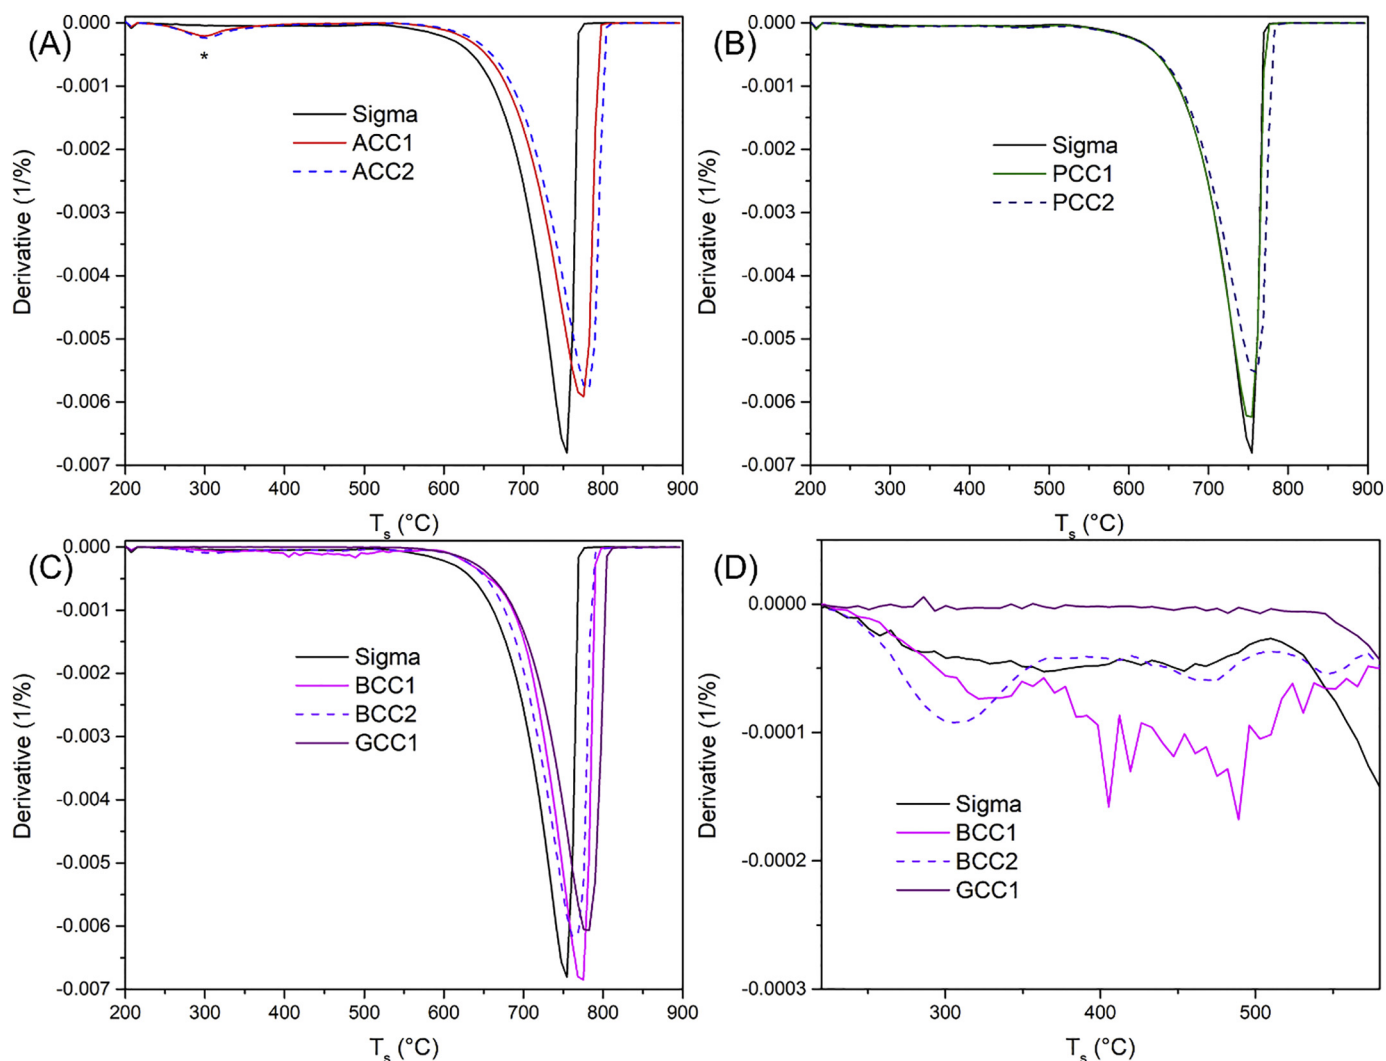 (A)
0.000
-0.001
-0.002
-0.003
-0.004
-0.005
-0.006
-0.007
Derivative (1/%)
*
Sigma
ACC1
ACC2
200 300 400 500 600 700 800 900
Ts (°C)
(B)
0.000
-0.001
-0.002
-0.003
-0.004
-0.005
-0.006
-0.007
Derivative (1/%)
Sigma
PCC1
PCC2
200 300 400 500 600 700 800 900
Ts (°C)
(C)
0.000
-0.001
-0.002
-0.003
-0.004
-0.005
-0.006
-0.007
Derivative (1/%)
Sigma
BCC1
BCC2
GCC1
200 300 400 500 600 700 800 900
Ts (°C)
(D)
0.0000
-0.0001
-0.0002
-0.0003
Derivative (1/%)
Sigma
BCC1
BCC2
GCC1
300 400 500
Ts (°C)